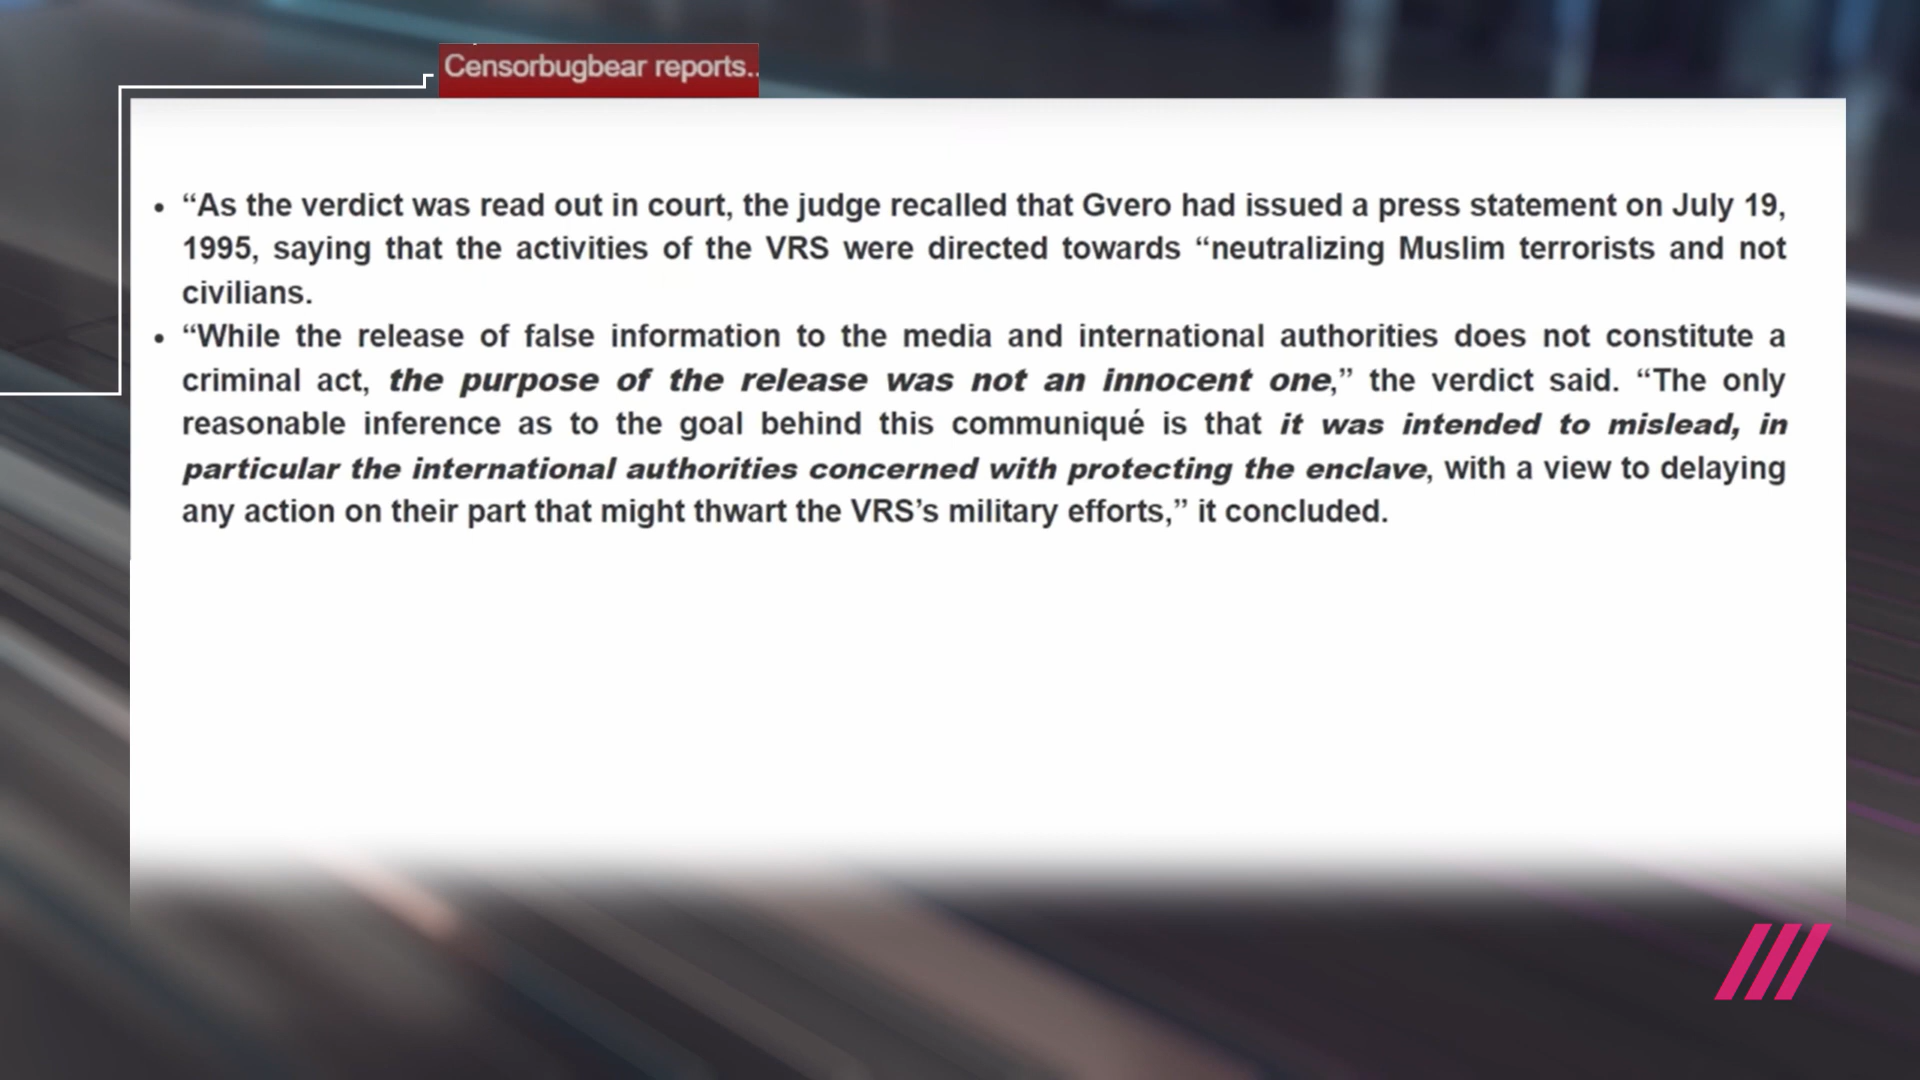 Censorbugbear reports..
• “As the verdict was read out in court, the judge recalled that Gvero had issued a press statement on July 19,
1995, saying that the activities of the VRS were directed towards “neutralizing Muslim terrorists and not
civilians.
• “While the release of false information to the media and international authorities does not constitute a
criminal act, the purpose of the release was not an innocent one,” the verdict said. “The only
reasonable inference as to the goal behind this communiqué is that it was intended to mislead, in
particular the international authorities concerned with protecting the enclave, with a view to delaying
any action on their part that might thwart the VRS’s military efforts,” it concluded.